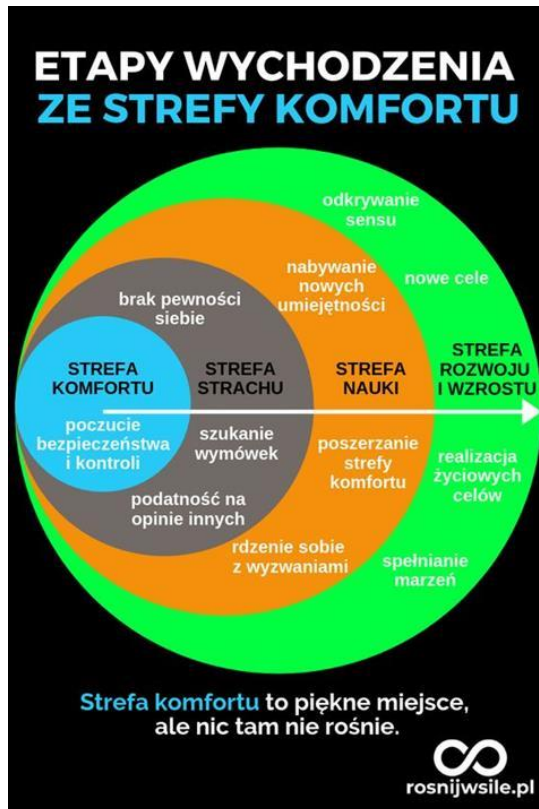 ETAPY WYCHODZENIA
ZE STREFY KOMFORTU
odkrywanie
sensu
nabywanie
nowych
umiejętności
nowe cele
brak pewności
siebie
STREFA
KOMFORTU
STREFA
STRACHU
STREFA
NAUKI
STREFA
ROZWOJU
I WZROSTU
poczucie
bezpieczeństwa
i kontroli
szukanie
wymówek
poszerzanie
strefy
komfortu
realizacja
życiowych
celów
podatność na
opinie innych
rdzenie sobie
z wyzwaniami
spełnianie
marzeń
Strefa komfortu to piękne miejsce,
ale nic tam nie rośnie.
rosnijwsile.pl